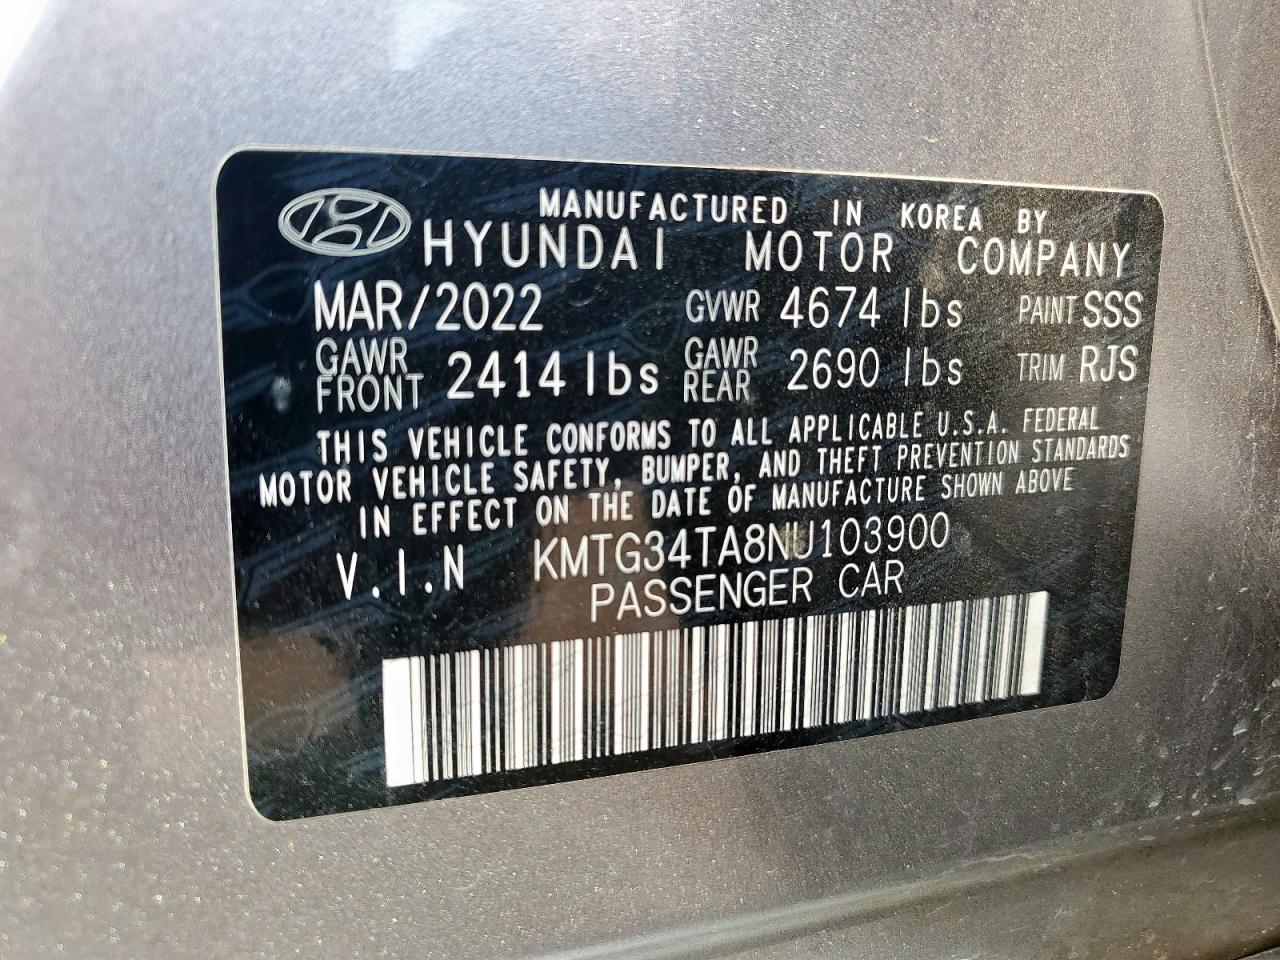 MANUFACTURED IN KOREA BY
HYUNDAI MOTOR COMPANY
MAR/2022 GVWR 4674 lbs PAINT SSS
GAWR FRONT 2414 lbs GAWR REAR 2690 lbs TRIM RJS
THIS VEHICLE CONFORMS TO ALL APPLICABLE U.S.A. FEDERAL
MOTOR VEHICLE SAFETY, BUMPER, AND THEFT PREVENTION STANDARDS
IN EFFECT ON THE DATE OF MANUFACTURE SHOWN ABOVE
V.I.N KMTG34TA8NU103900
PASSENGER CAR